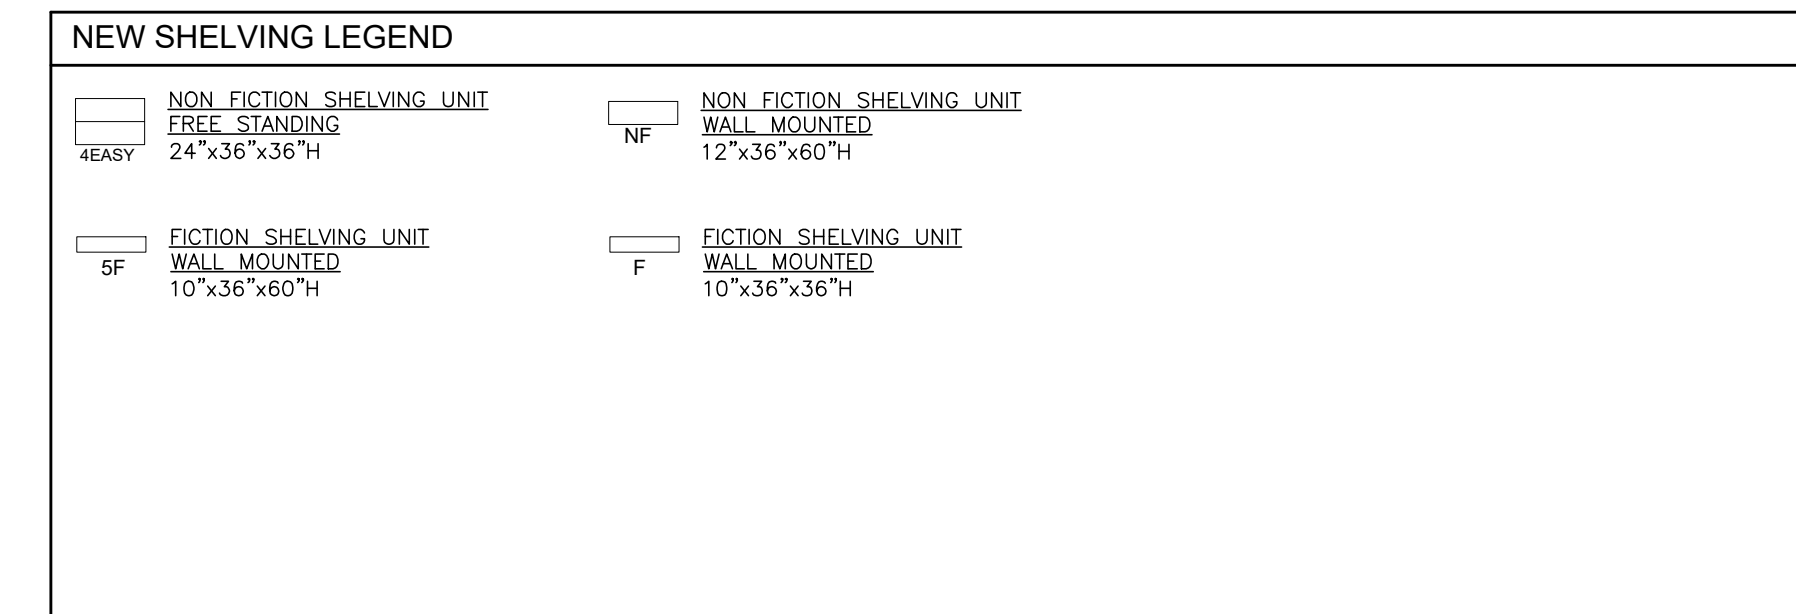 NEW SHELVING LEGEND
NON FICTION SHELVING UNIT
FREE STANDING
24”x36”x36”H
4EASY
NON FICTION SHELVING UNIT
WALL MOUNTED
12”x36”x60”H
NF
FICTION SHELVING UNIT
WALL MOUNTED
10”x36”x60”H
5F
FICTION SHELVING UNIT
WALL MOUNTED
10”x36”x36”H
F